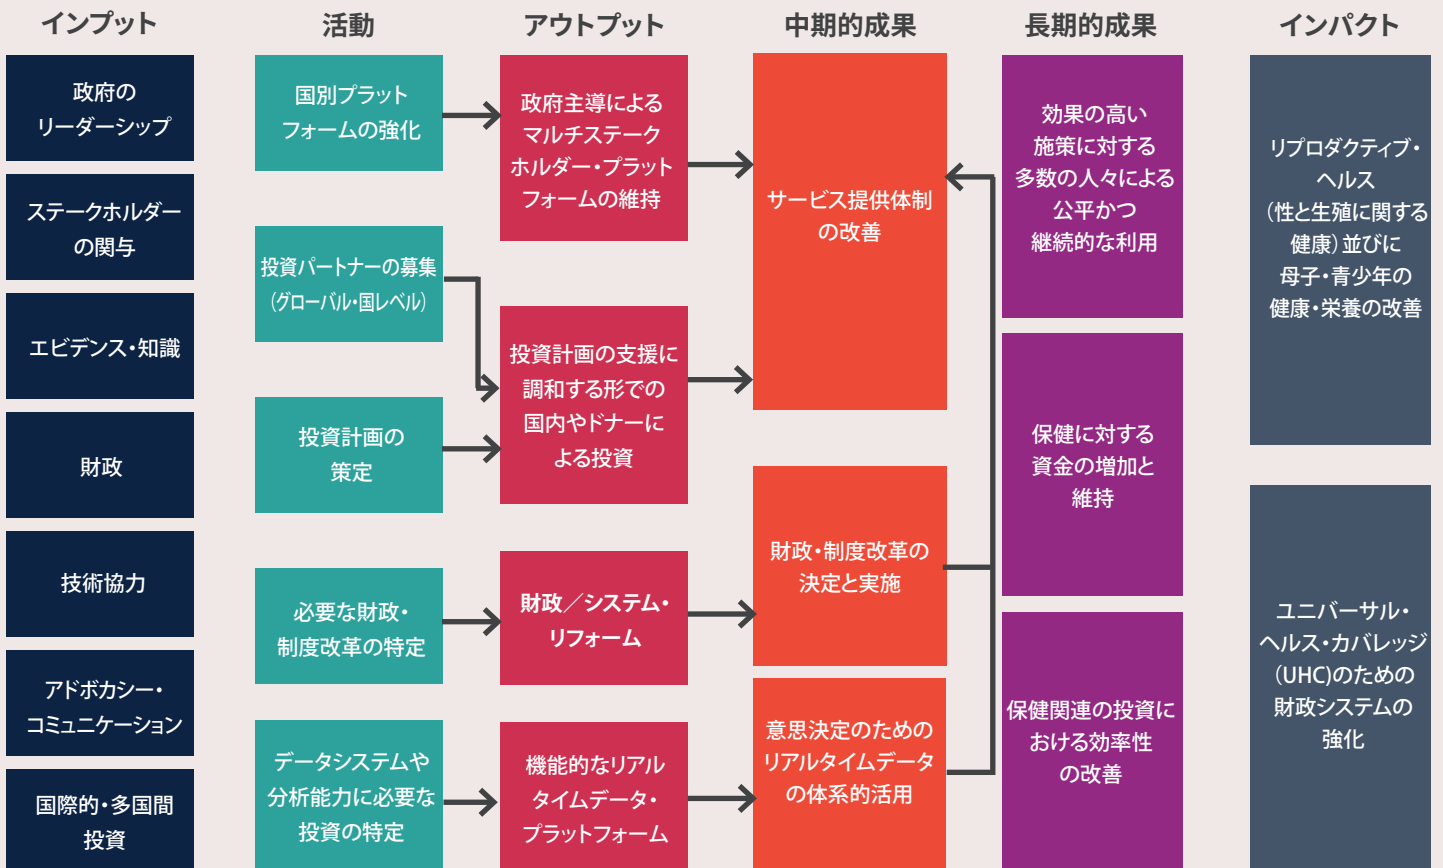 インプット
政府の
リーダーシップ
ステークホルダー
の関与
エビデンス・知識
財政
技術協力
アドボカシー・
コミュニケーション
国際的・多国間
投資
活動
国別プラット
フォームの強化
投資パートナーの募集
（グローバル・国レベル）
投資計画の
策定
必要な財政・
制度改革の特定
データシステムや
分析能力に必要な
投資の特定
アウトプット
政府主導による
マルチステーク
ホルダー・プラット
フォームの維持
投資計画の支援に
調和する形での
国内やドナーに
よる投資
財政／システム・
リフォーム
機能的なリアル
タイムデータ・
プラットフォーム
中期的成果
サービス提供体制
の改善
財政・制度改革の
決定と実施
意思決定のための
リアルタイムデータ
の体系的活用
長期的成果
効果の高い
施策に対する
多数の人々による
公平かつ
継続的な利用
保健に対する
資金の増加と
維持
保健関連の投資に
おける効率性
の改善
インパクト
リプロダクティブ・
ヘルス
（性と生殖に関する
健康）並びに
母子・青少年の
健康・栄養の改善
ユニバーサル・
ヘルス・カバレッジ
（UHC)のための
財政システムの
強化